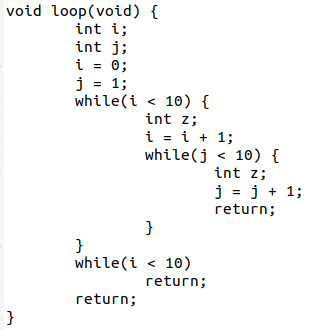 void loop(void) {
        int i;
        int j;
        i = 0;
        j = 1;
        while(i < 10) {
                int z;
                i = i + 1;
                while(j < 10) {
                        int z;
                        j = j + 1;
                        return;
                }
        }
        while(i < 10)
                return;
        return;
}